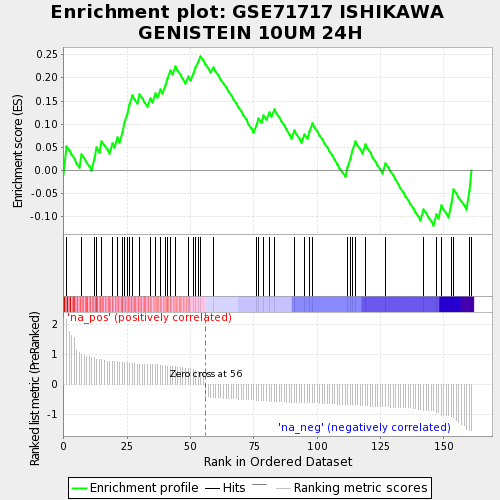 Enrichment plot: GSE71717 ISHIKAWA
GENISTEIN 10UM 24H
Enrichment score (ES)
0.25
0.20
0.15
0.10
0.05
0.00
-0.05
-0.10
'na_pos' (positively correlated)
Ranked list metric (PreRanked)
2
1
0
-1
Zero cross at 56
'na_neg' (negatively correlated)
0 25 50 75 100 125 150
Rank in Ordered Dataset
Enrichment profile Hits Ranking metric scores